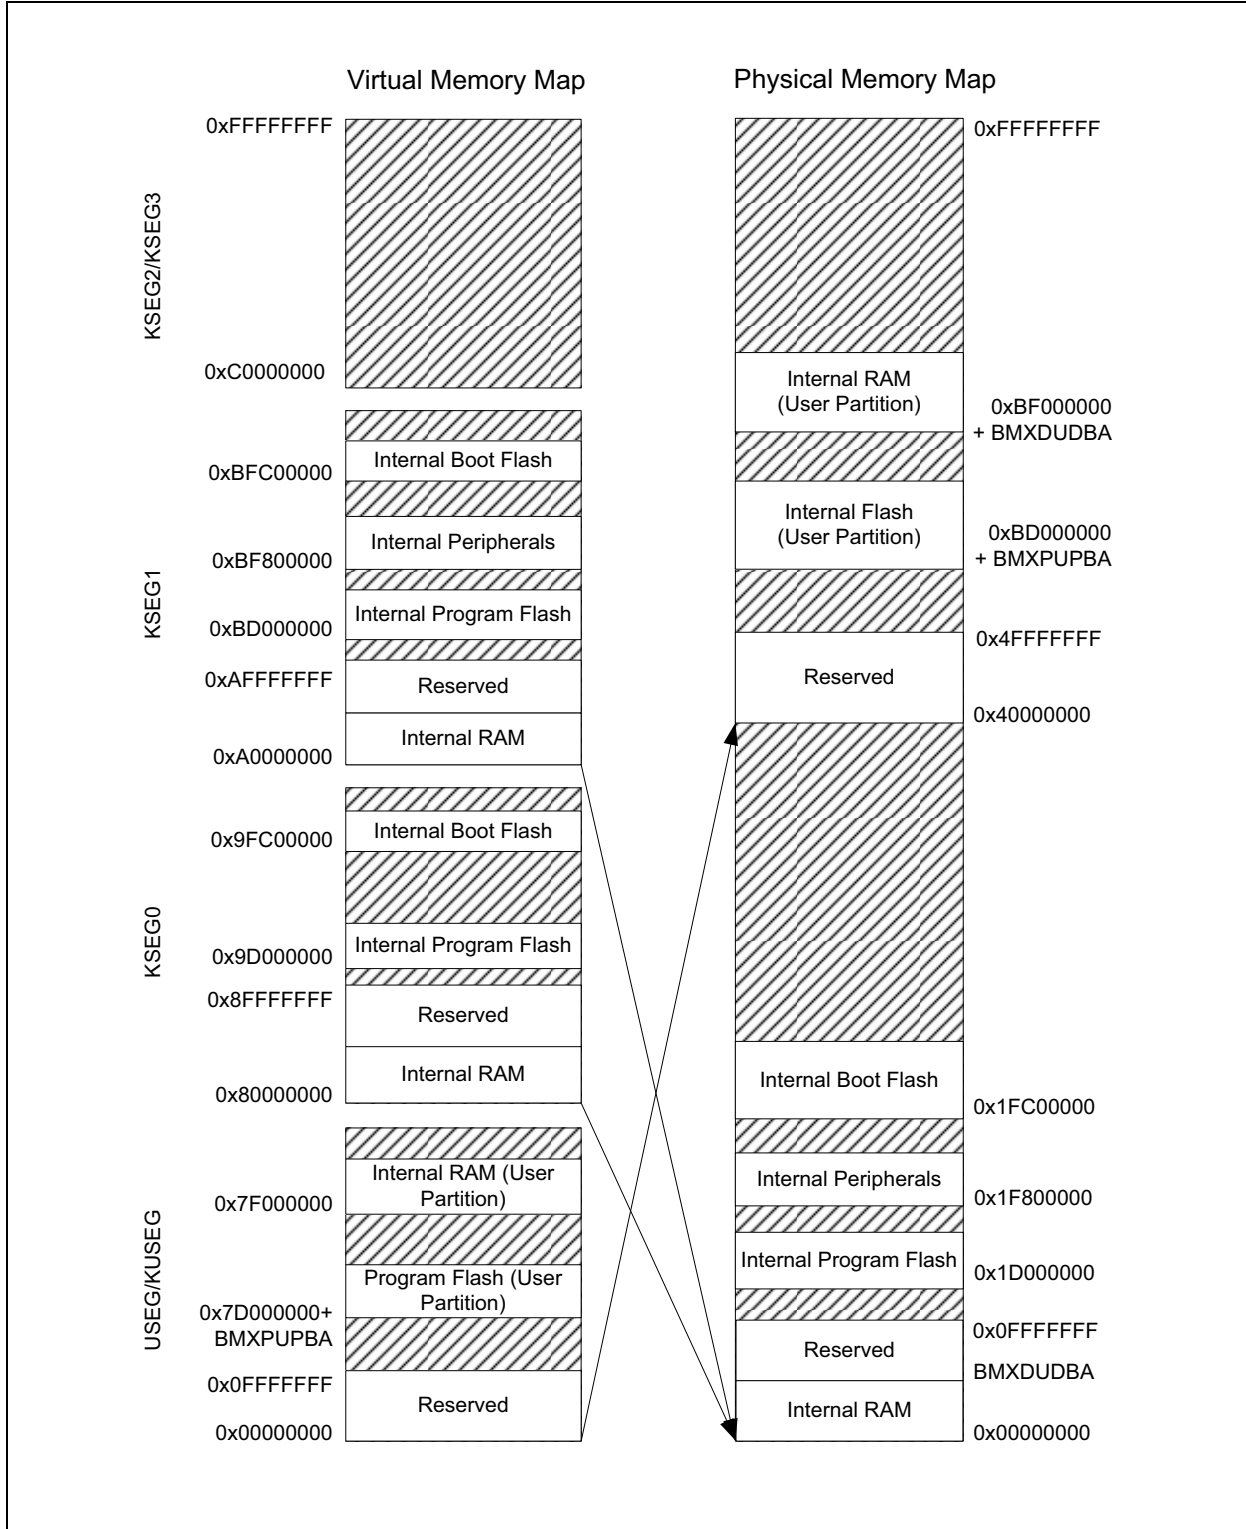 Virtual Memory Map
Physical Memory Map
KSEG2/KSEG3
0xFFFFFFFF
0xC0000000
KSEG1
Internal Boot Flash
0xBFC00000
Internal Peripherals
0xBF800000
Internal Program Flash
0xBD000000
0xAFFFFFFF
Reserved
Internal RAM
0xA0000000
KSEG0
Internal Boot Flash
0x9FC00000
Internal Program Flash
0x9D000000
0x8FFFFFFF
Reserved
Internal RAM
0x80000000
USEG/KUSEG
Internal RAM (User
Partition)
0x7F000000
Program Flash (User
Partition)
0x7D000000+
BMXPUPBA
0x0FFFFFFF
Reserved
0x00000000
0xFFFFFFFF
Internal RAM
(User Partition)
0xBF000000
+ BMXDUDBA
Internal Flash
(User Partition)
0xBD000000
+ BMXPUPBA
0x4FFFFFFF
Reserved
0x40000000
Internal Boot Flash
0x1FC00000
Internal Peripherals
0x1F800000
Internal Program Flash
0x1D000000
0x0FFFFFFF
Reserved
BMXDUDBA
Internal RAM
0x00000000